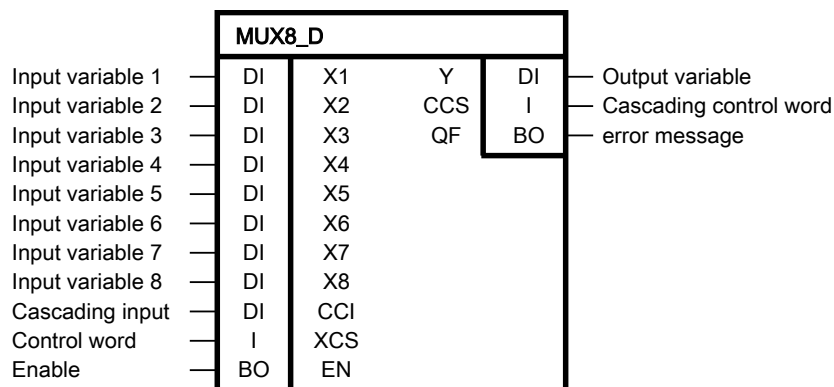 MUX8_D
Input variable 1 DI X1 Y DI Output variable
Input variable 2 DI X2 CCS I Cascading control word
Input variable 3 DI X3 QF BO error message
Input variable 4 DI X4
Input variable 5 DI X5
Input variable 6 DI X6
Input variable 7 DI X7
Input variable 8 DI X8
Cascading input DI CCI
Control word I XCS
Enable BO EN